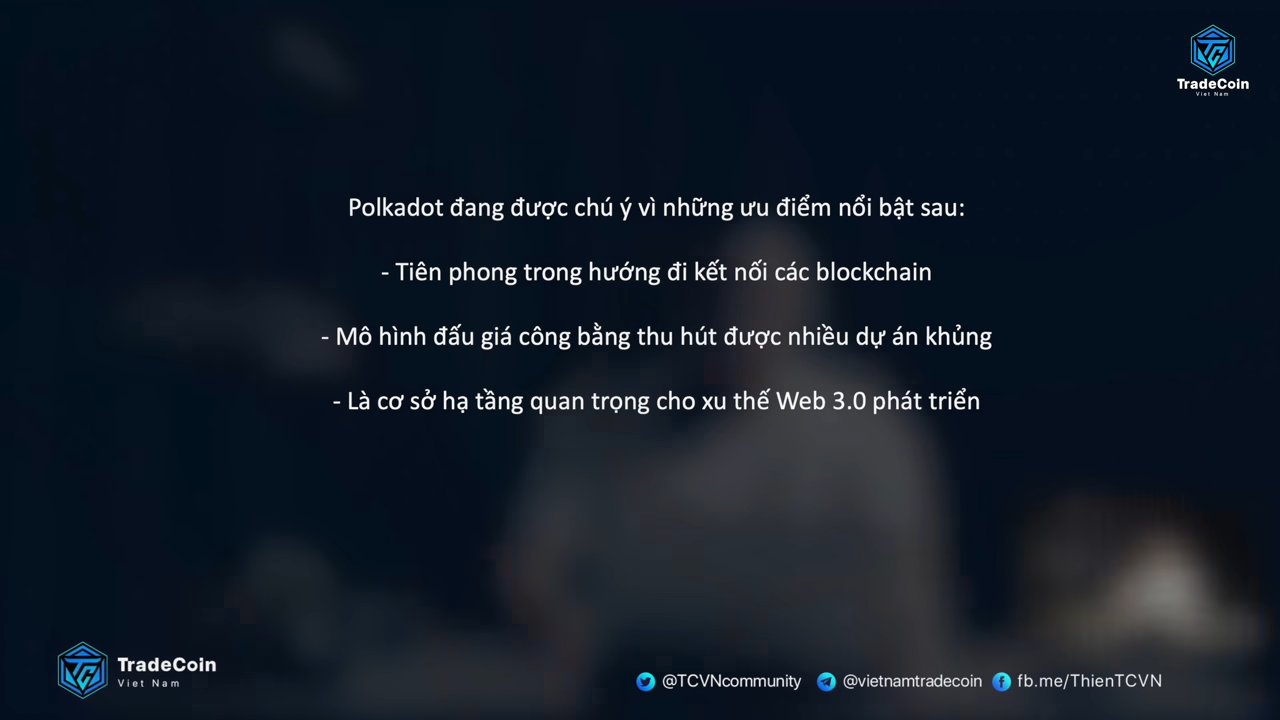 TradeCoin
Viet Nam
Polkadot đang được chú ý vì những ưu điểm nổi bật sau:
- Tiên phong trong hướng đi kết nối các blockchain
- Mô hình đấu giá công bằng thu hút được nhiều dự án khủng
- Là cơ sở hạ tầng quan trọng cho xu thế Web 3.0 phát triển
TradeCoin
Viet Nam
@TCVNcommunity @vietnamtradecoin fb.me/ThienTCVN